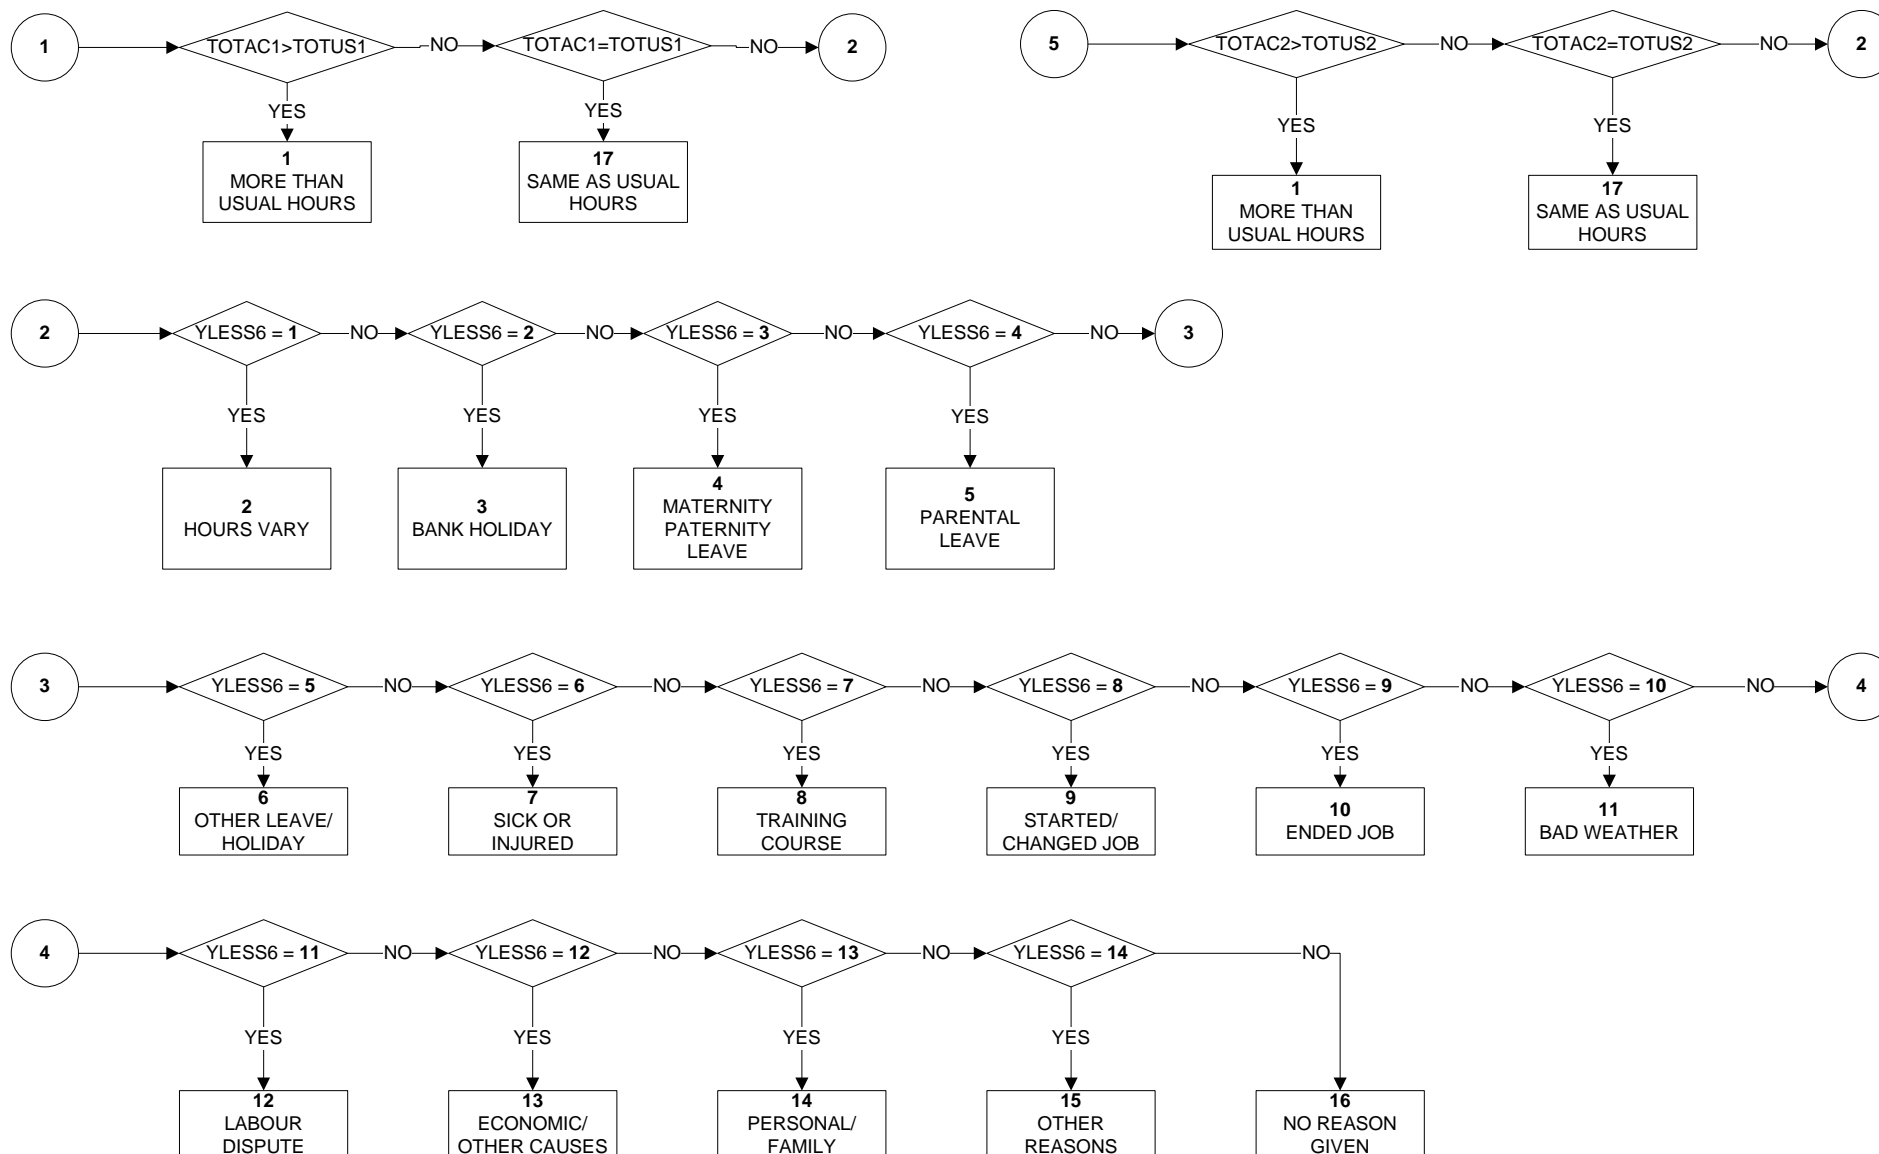 1
TOTAC1>TOTUS1
NO
TOTAC1=TOTUS1
NO
2
YES
YES
1
MORE THAN
USUAL HOURS
17
SAME AS USUAL
HOURS
5
TOTAC2>TOTUS2
NO
TOTAC2=TOTUS2
NO
2
YES
YES
1
MORE THAN
USUAL HOURS
17
SAME AS USUAL
HOURS
2
YLESS6 = 1
NO
YLESS6 = 2
NO
YLESS6 = 3
NO
YLESS6 = 4
NO
3
YES
YES
YES
YES
2
HOURS VARY
3
BANK HOLIDAY
4
MATERNITY
PATERNITY
LEAVE
5
PARENTAL
LEAVE
3
YLESS6 = 5
NO
YLESS6 = 6
NO
YLESS6 = 7
NO
YLESS6 = 8
NO
YLESS6 = 9
NO
YLESS6 = 10
NO
4
YES
YES
YES
YES
YES
YES
6
OTHER LEAVE/
HOLIDAY
7
SICK OR
INJURED
8
TRAINING
COURSE
9
STARTED/
CHANGED JOB
10
ENDED JOB
11
BAD WEATHER
4
YLESS6 = 11
NO
YLESS6 = 12
NO
YLESS6 = 13
NO
YLESS6 = 14
NO
YES
YES
YES
YES
12
LABOUR
DISPUTE
13
ECONOMIC/
OTHER CAUSES
14
PERSONAL/
FAMILY
15
OTHER
REASONS
16
NO REASON
GIVEN